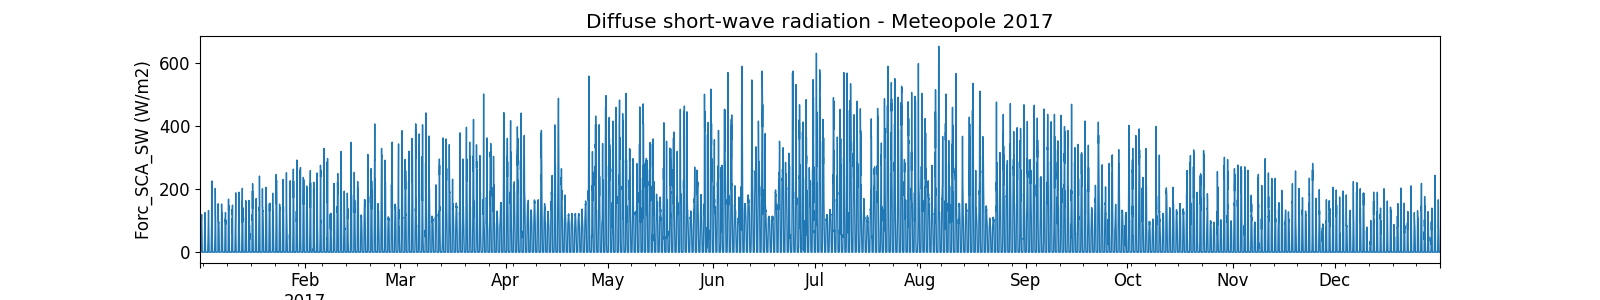 Diffuse short-wave radiation - Meteopole 2017
Forc_SCA_SW (W/m2)
600
400
200
0
Feb Mar Apr May Jun Jul Aug Sep Oct Nov Dec
2017